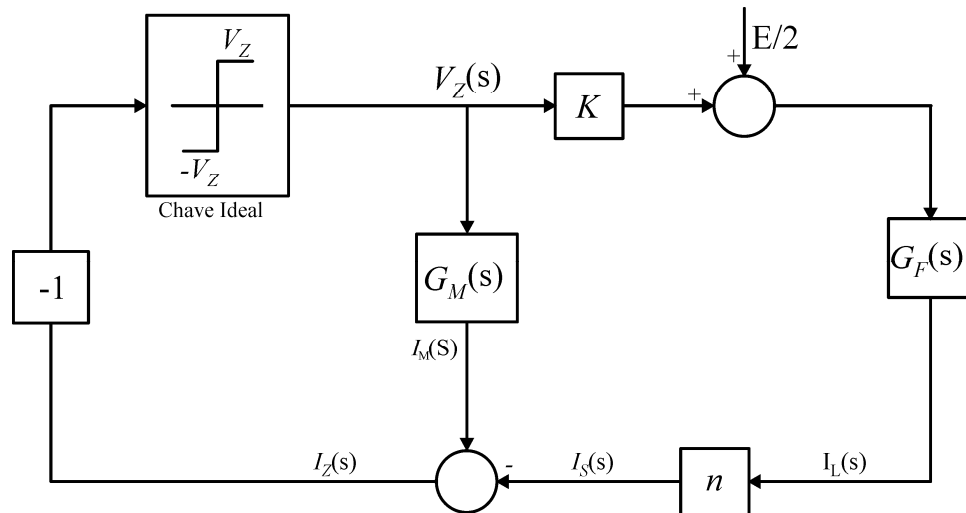 V_Z
-V_Z
Chave Ideal
V_Z(s)
K
+
+
E/2
-1
G_M(s)
G_F(s)
I_M(S)
I_Z(s)
-
I_S(s)
n
I_L(s)